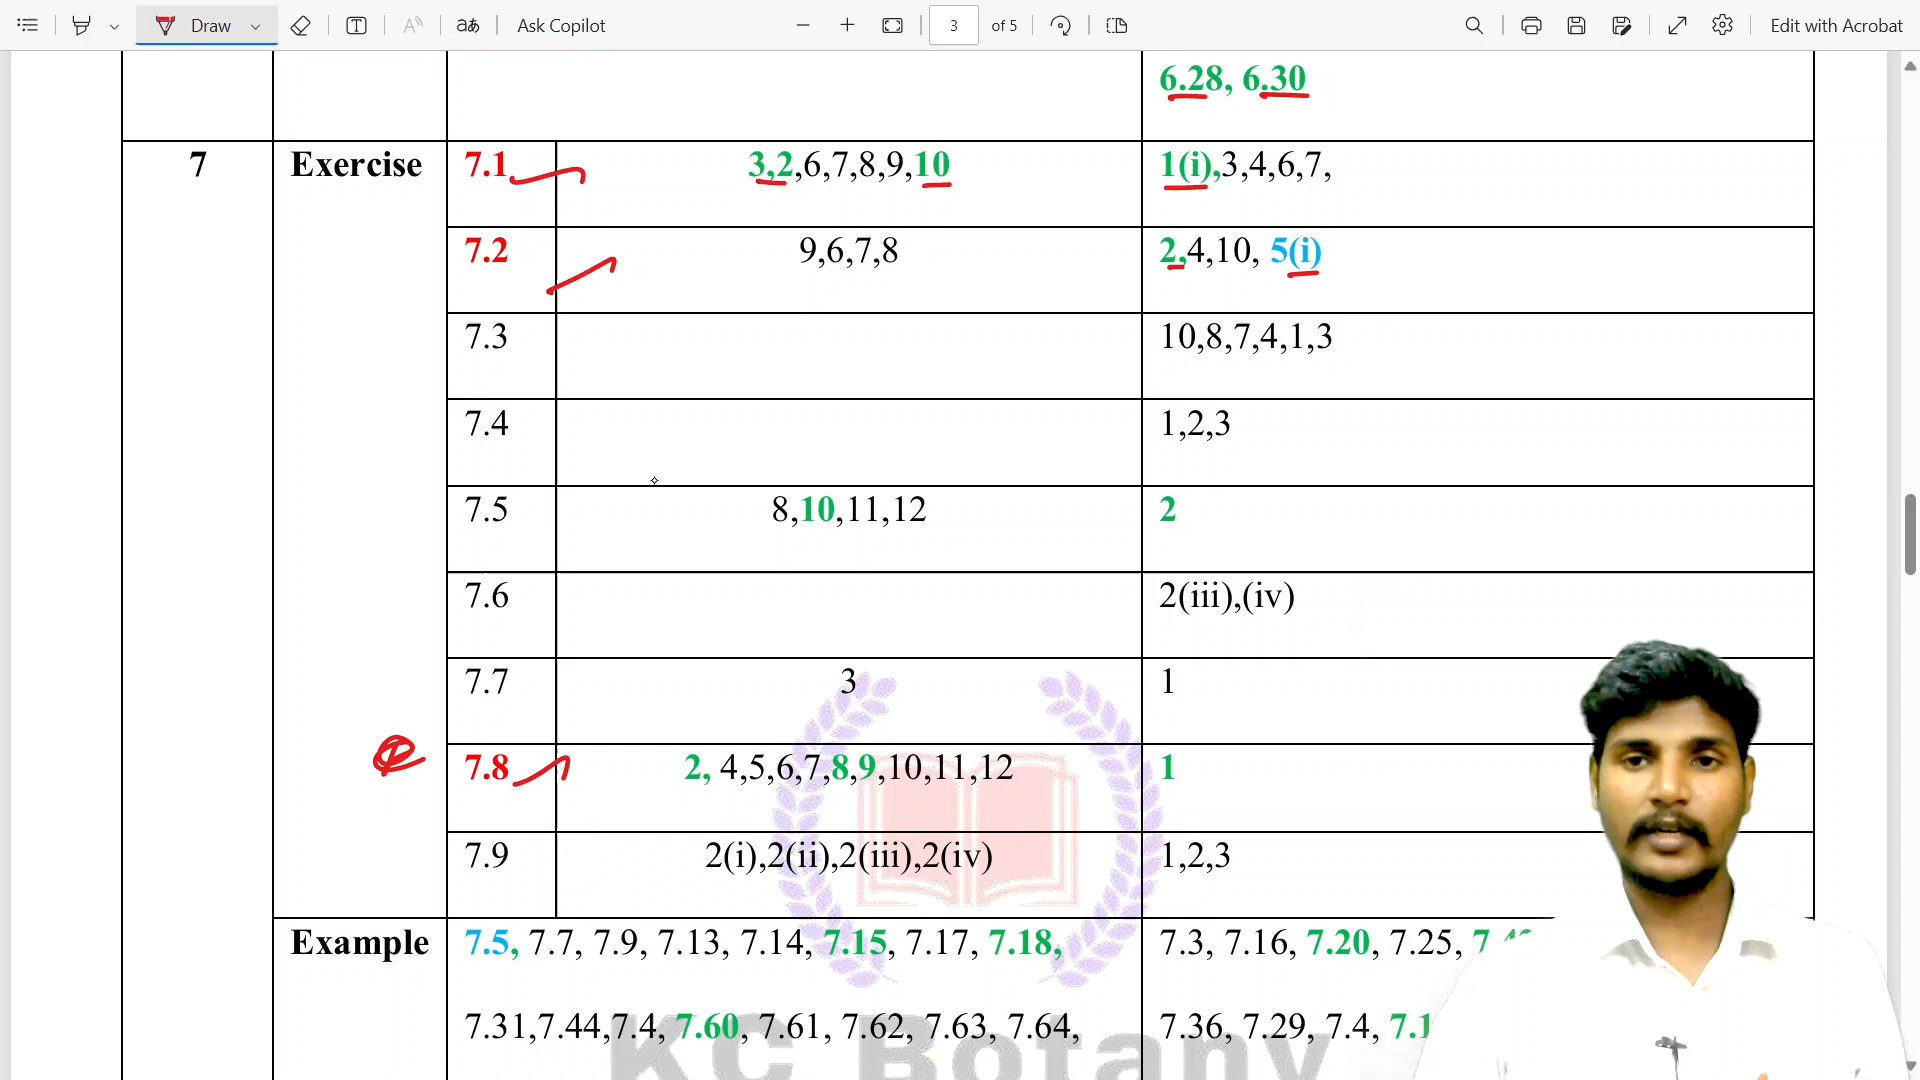 Draw
aあ
Ask Copilot
3
of 5
Edit with Acrobat
6.28, 6.30
7
Exercise
7.1
3,2,6,7,8,9,10
1(i),3,4,6,7,
7.2
9,6,7,8
2,4,10, 5(i)
7.3
10,8,7,4,1,3
7.4
1,2,3
7.5
8,10,11,12
2
7.6
2(iii),(iv)
7.7
3
1
7.8
2, 4,5,6,7,8,9,10,11,12
1
7.9
2(i),2(ii),2(iii),2(iv)
1,2,3
Example
7.5, 7.7, 7.9, 7.13, 7.14, 7.15, 7.17, 7.18,
7.3, 7.16, 7.20, 7.25,
7.31,7.44,7.4, 7.60, 7.61, 7.62, 7.63, 7.64,
7.36, 7.29, 7.4,
KC Botany